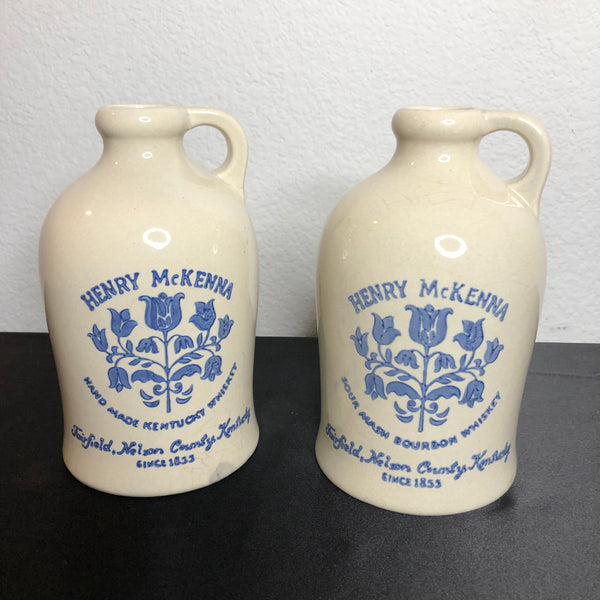 HENRY McKENNA
HAND MADE KENTUCKY WHISKEY
Fairfield, Nelson County, Kentucky
SINCE 1855
HENRY McKENNA
SOUR MASH BOURBON WHISKEY
Fairfield, Nelson County, Kentucky
SINCE 1855